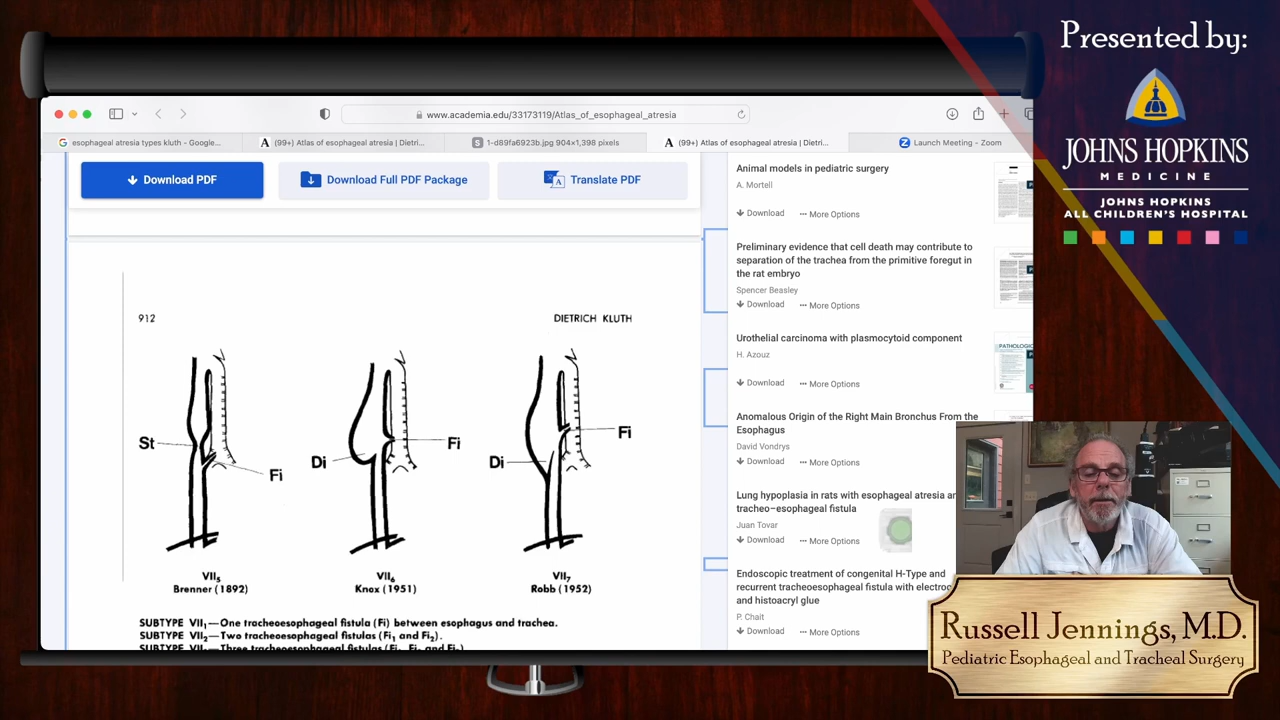 Presented by:
JOHNS HOPKINS
MEDICINE
JOHNS HOPKINS
ALL CHILDREN'S HOSPITAL
www.academia.edu/33173119/Atlas_of_esophageal_atresia
esophageal atresia types kluth - Google...
(99+) Atlas of esophageal atresia | Dietri...
1-d89fa6923b.jpg 904×1,398 pixels
(99+) Atlas of esophageal atresia | Dietri...
Launch Meeting - Zoom
Download PDF
Download Full PDF Package
Translate PDF
912
DIETRICH KLUTH
St
Fi
Di
Fi
Di
Fi
VII₅
Brenner (1892)
VII₆
Knox (1951)
VII₇
Robb (1952)
SUBTYPE VII₁—One tracheoesophageal fistula (Fi) between esophagus and trachea.
SUBTYPE VII₂—Two tracheoesophageal fistulas (Fi₁ and Fi₂).
Animal models in pediatric surgery
A. Mortell
Download
••• More Options
Preliminary evidence that cell death may contribute to
separation of the trachea from the primitive foregut in
the rat embryo
Spencer Beasley
Download
••• More Options
Urothelial carcinoma with plasmocytoid component
H. Azouz
Download
••• More Options
Anomalous Origin of the Right Main Bronchus From the
Esophagus
David Vondrys
Download
••• More Options
Lung hypoplasia in rats with esophageal atresia an
tracheo-esophageal fistula
Juan Tovar
Download
••• More Options
Endoscopic treatment of congenital H-Type and
recurrent tracheoesophageal fistula with electroc
and histoacryl glue
P. Chait
Download
••• More Options
PATHOLOGI
Russell Jennings, M.D.
Pediatric Esophageal and Tracheal Surgery